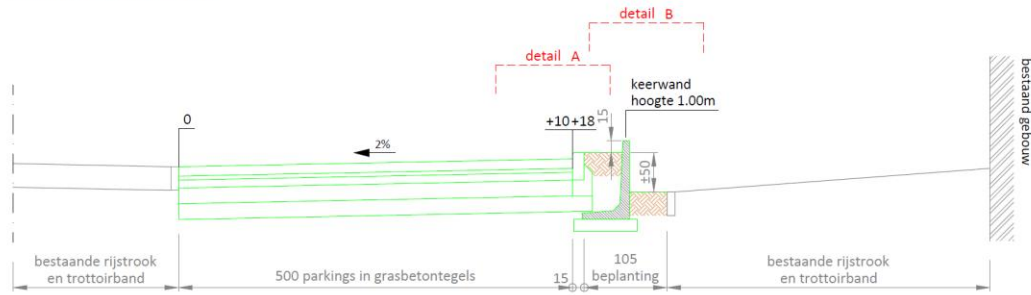 detail B
detail A
keerwand
hoogte 1.00m
bestaand gebouw
0
+10+18
15
2%
±50
bestaande rijstrook
en trottoirband
500 parkings in grasbetontegels
15
105
beplanting
bestaande rijstrook
en trottoirband